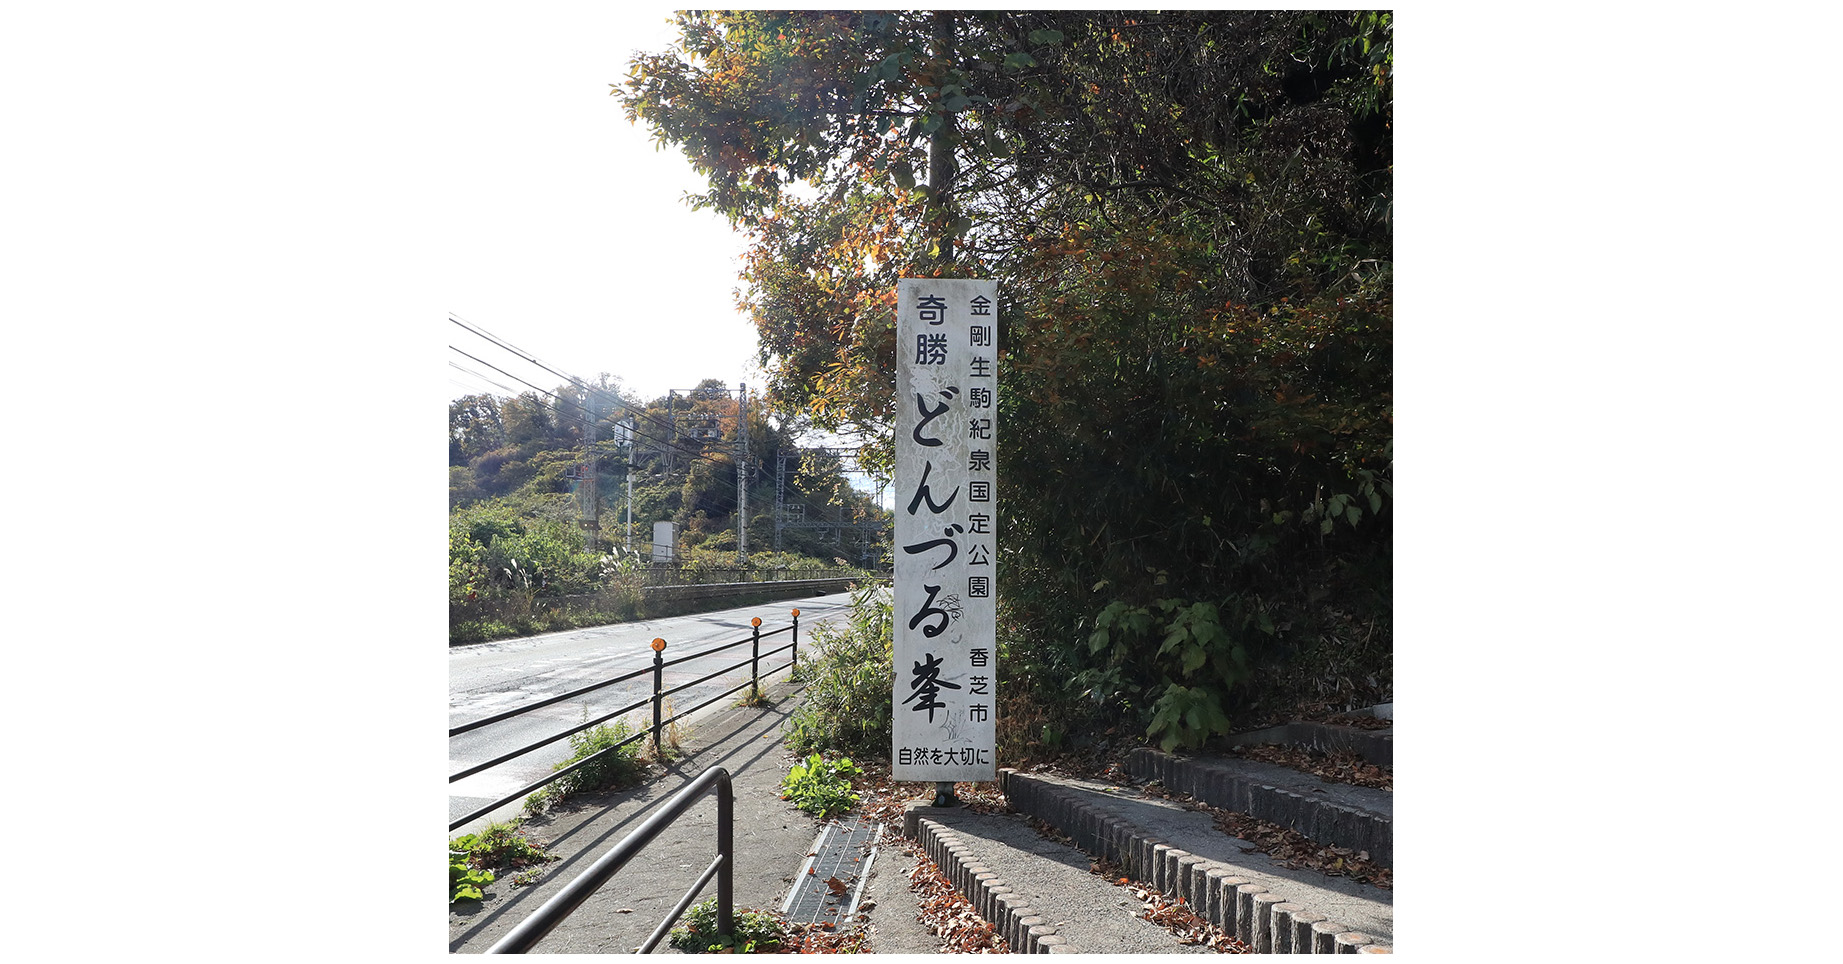 金剛生駒紀泉国定公園 香芝市
奇勝 どんづる峯
自然を大切に